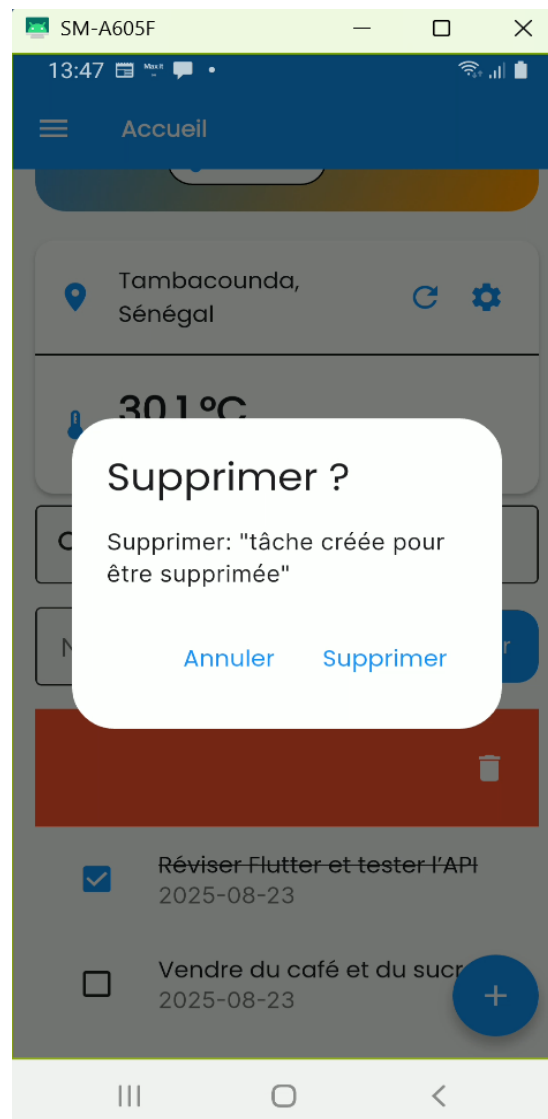 SM-A605F
13:47
Accueil
Tambacounda,
Sénégal
30.1 °C
Supprimer ?
Supprimer: "tâche créée pour
être supprimée"
Annuler Supprimer
Réviser Flutter et tester l’API
2025-08-23
Vendre du café et du sucr
2025-08-23